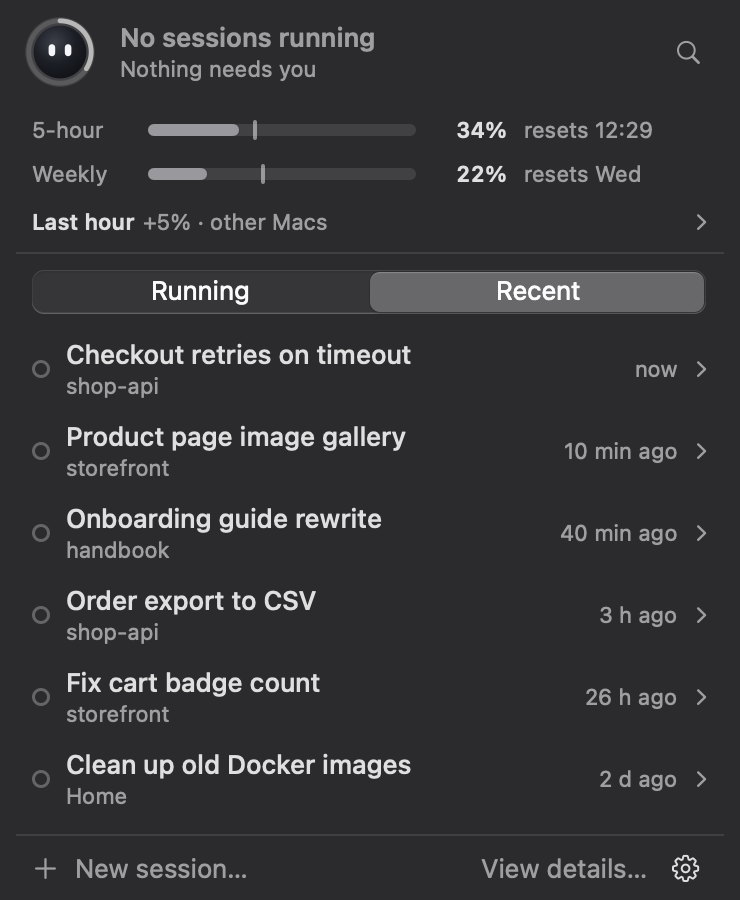 No sessions running
Nothing needs you
5-hour 34% resets 12:29
Weekly 22% resets Wed
Last hour +5% · other Macs
Running Recent
Checkout retries on timeout
shop-api
now
Product page image gallery
storefront
10 min ago
Onboarding guide rewrite
handbook
40 min ago
Order export to CSV
shop-api
3 h ago
Fix cart badge count
storefront
26 h ago
Clean up old Docker images
Home
2 d ago
New session... View details...